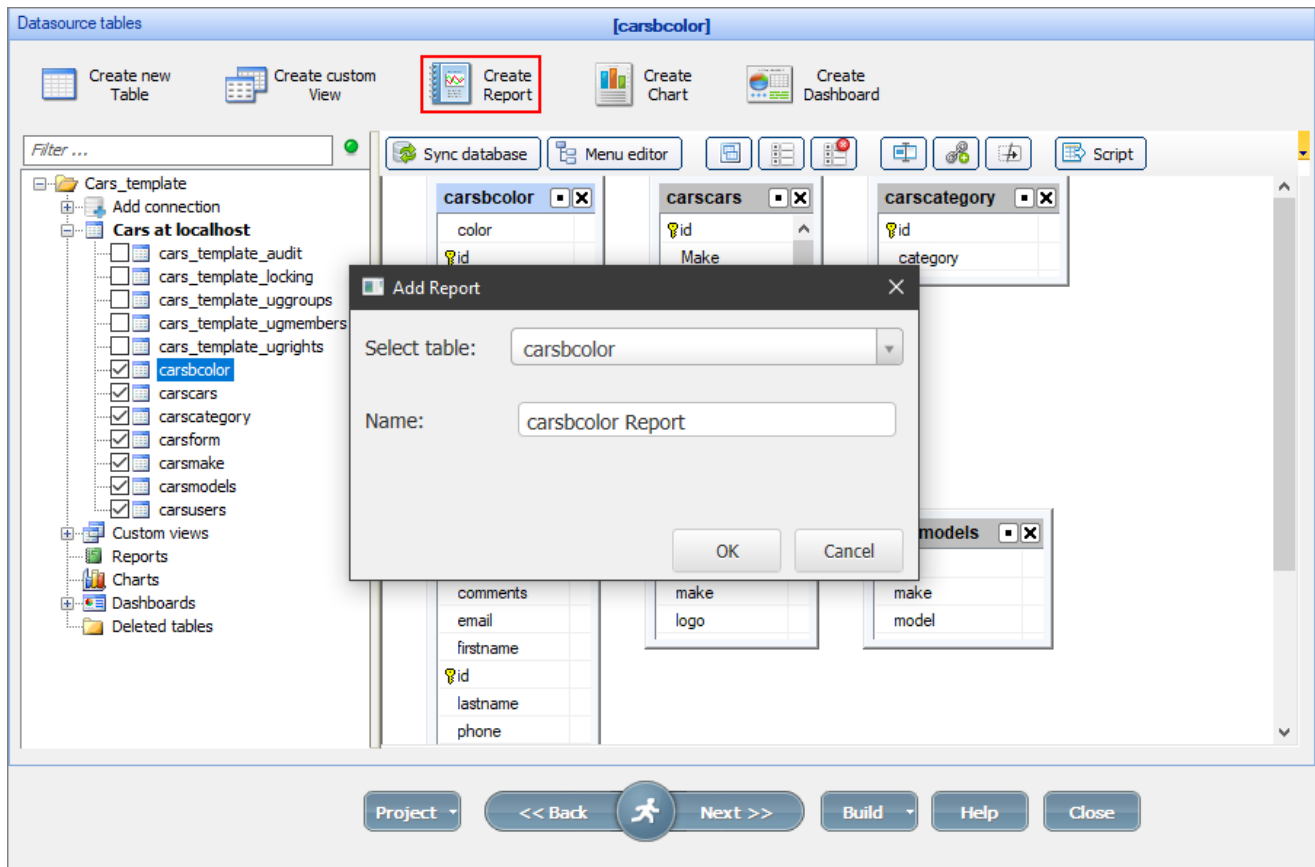 Datasource tables
[carsbcolor]
Create new
Table
Create custom
View
Create
Report
Create
Chart
Create
Dashboard
Filter ...
Sync database
Menu editor
Script
Cars_template
Add connection
Cars at localhost
cars_template_audit
cars_template_locking
cars_template_uggroups
cars_template_ugmembers
cars_template_ugrights
carsbcolor
carscars
carscategory
carsform
carsmake
carsmodels
carsusers
Custom views
Reports
Charts
Dashboards
Deleted tables
carsbcolor
color
id
carscars
id
Make
carscategory
id
category
Add Report
Select table:
carsbcolor
Name:
carsbcolor Report
OK
Cancel
comments
email
firstname
id
lastname
phone
make
logo
models
make
model
Project
<< Back
Next >>
Build
Help
Close